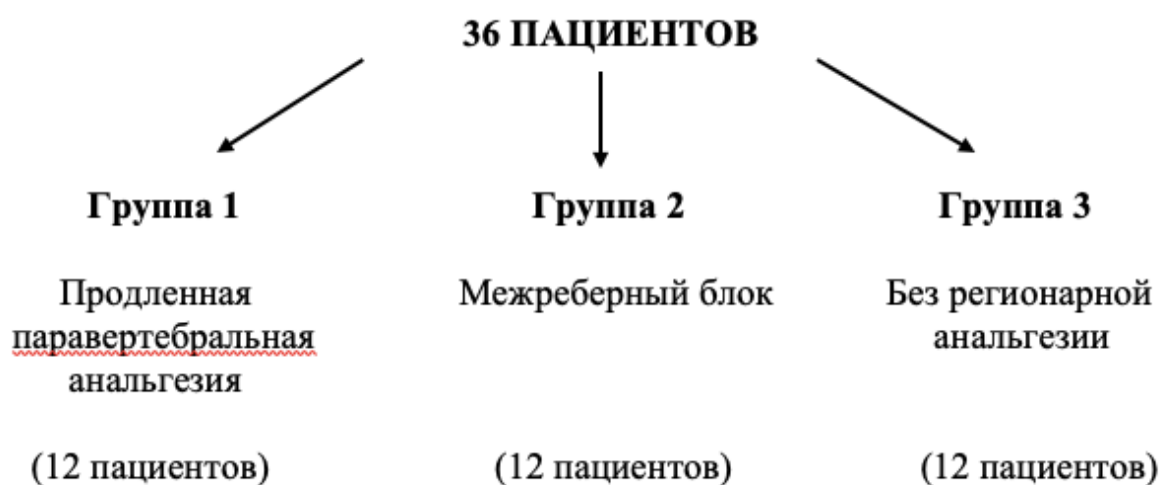 36 ПАЦИЕНТОВ
Группа 1
Продленная
паравертебральная
анальгезия
(12 пациентов)
Группа 2
Межреберный блок
(12 пациентов)
Группа 3
Без регионарной
анальгезии
(12 пациентов)